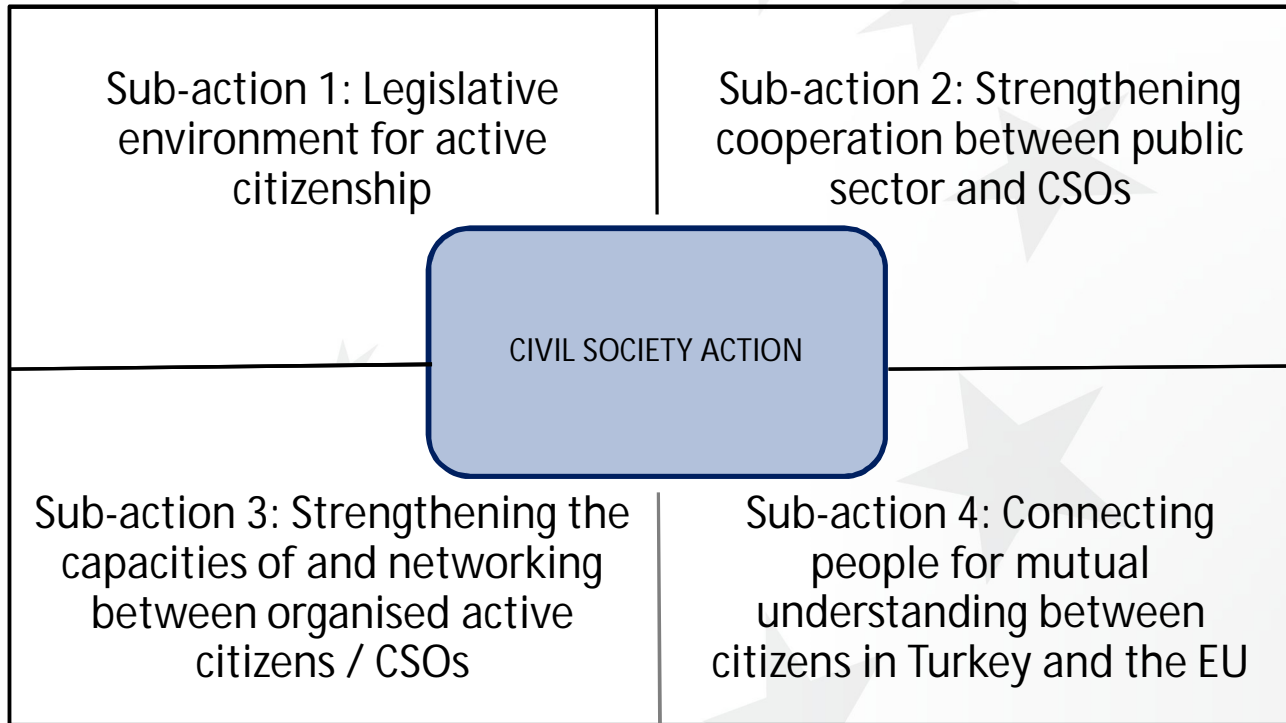 Sub-action 1: Legislative
environment for active
citizenship
Sub-action 2: Strengthening
cooperation between public
sector and CSOs
CIVIL SOCIETY ACTION
Sub-action 3: Strengthening the
capacities of and networking
between organised active
citizens / CSOs
Sub-action 4: Connecting
people for mutual
understanding between
citizens in Turkey and the EU